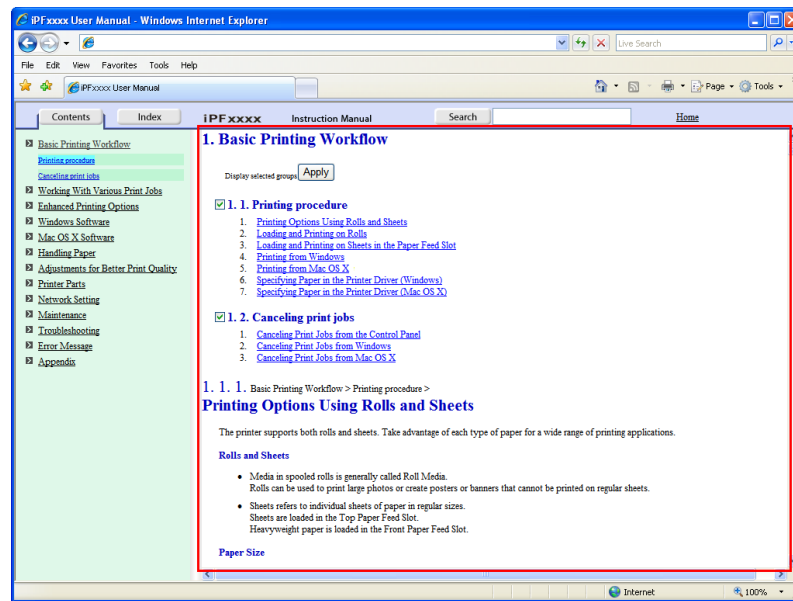 iPFxxxx User Manual - Windows Internet Explorer
Live Search
File Edit View Favorites Tools Help
iPFxxxx User Manual
Page Tools
Contents Index iPFxxxx Instruction Manual Search Home
Basic Printing Workflow
Printing procedure
Canceling print jobs
Working With Various Print Jobs
Enhanced Printing Options
Windows Software
Mac OS X Software
Handling Paper
Adjustments for Better Print Quality
Printer Parts
Network Setting
Maintenance
Troubleshooting
Error Message
Appendix
1. Basic Printing Workflow
Display selected groups Apply
1. 1. Printing procedure
1. Printing Options Using Rolls and Sheets
2. Loading and Printing on Rolls
3. Loading and Printing on Sheets in the Paper Feed Slot
4. Printing from Windows
5. Printing from Mac OS X
6. Specifying Paper in the Printer Driver (Windows)
7. Specifying Paper in the Printer Driver (Mac OS X)
1. 2. Canceling print jobs
1. Canceling Print Jobs from the Control Panel
2. Canceling Print Jobs from Windows
3. Canceling Print Jobs from Mac OS X
1. 1. 1. Basic Printing Workflow > Printing procedure >
Printing Options Using Rolls and Sheets
The printer supports both rolls and sheets. Take advantage of each type of paper for a wide range of printing applications.
Rolls and Sheets
• Media in spooled rolls is generally called Roll Media.
Rolls can be used to print large photos or create posters or banners that cannot be printed on regular sheets.
• Sheets refers to individual sheets of paper in regular sizes.
Sheets are loaded in the Top Paper Feed Slot.
Heavyweight paper is loaded in the Front Paper Feed Slot.
Paper Size
Internet 100%